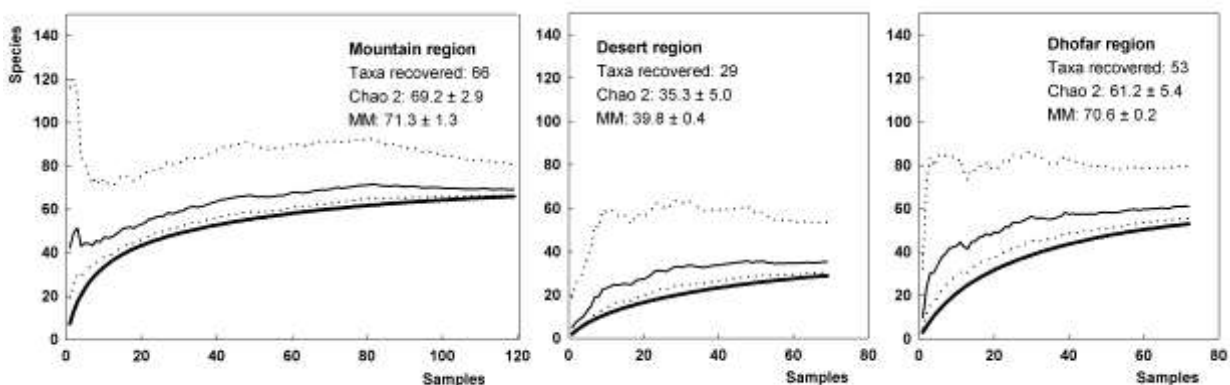 Species
140
120
100
80
60
40
20
0
Mountain region
Taxa recovered: 66
Chao 2: 69.2 ± 2.9
MM: 71.3 ± 1.3
0 20 40 60 80 100 120
Samples
140
120
100
80
60
40
20
0
Desert region
Taxa recovered: 29
Chao 2: 35.3 ± 5.0
MM: 39.8 ± 0.4
0 20 40 60 80
Samples
140
120
100
80
60
40
20
0
Dhofar region
Taxa recovered: 53
Chao 2: 61.2 ± 5.4
MM: 70.6 ± 0.2
0 20 40 60 80
Samples